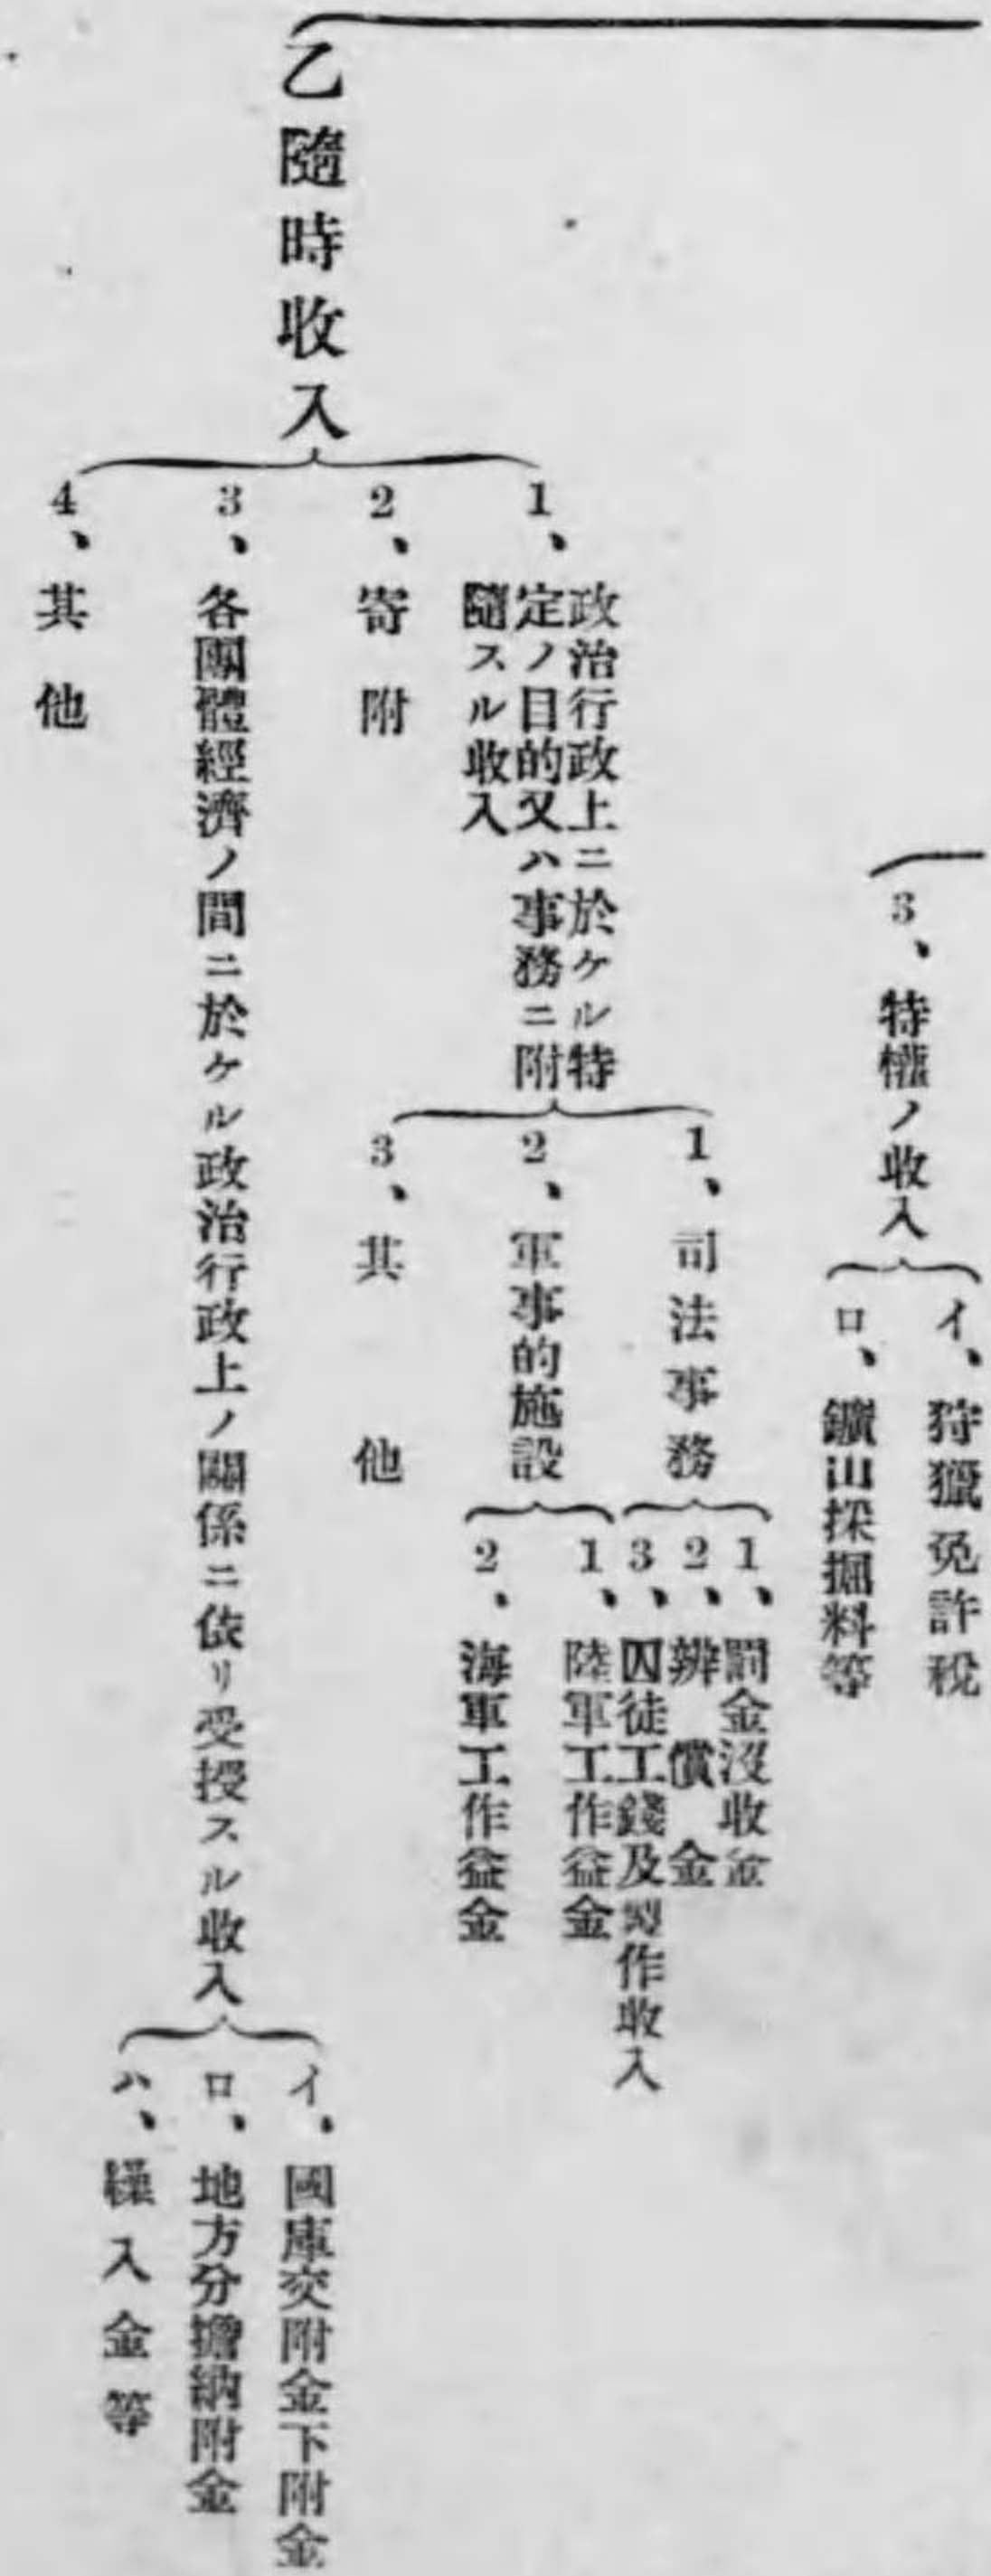 3、特權ノ收入
イ、狩獵免許稅
ロ、鑛山採掘料等
乙隨時收入
1、政治行政上ニ於ケル特
定ノ目的又ハ事務ニ附
隨スル收入
1、司法事務
1、罰金沒收金
2、辨償金
3、囚徒工錢及製作收入
2、軍事的施設
1、陸軍工作益金
2、海軍工作益金
3、其他
2、寄附
3、各團體經濟ノ間ニ於ケル政治行政上ノ關係ニ依リ受授スル收入
イ、國庫交附金下附金
ロ、地方分擔納附金
ハ、繰入金等
4、其他